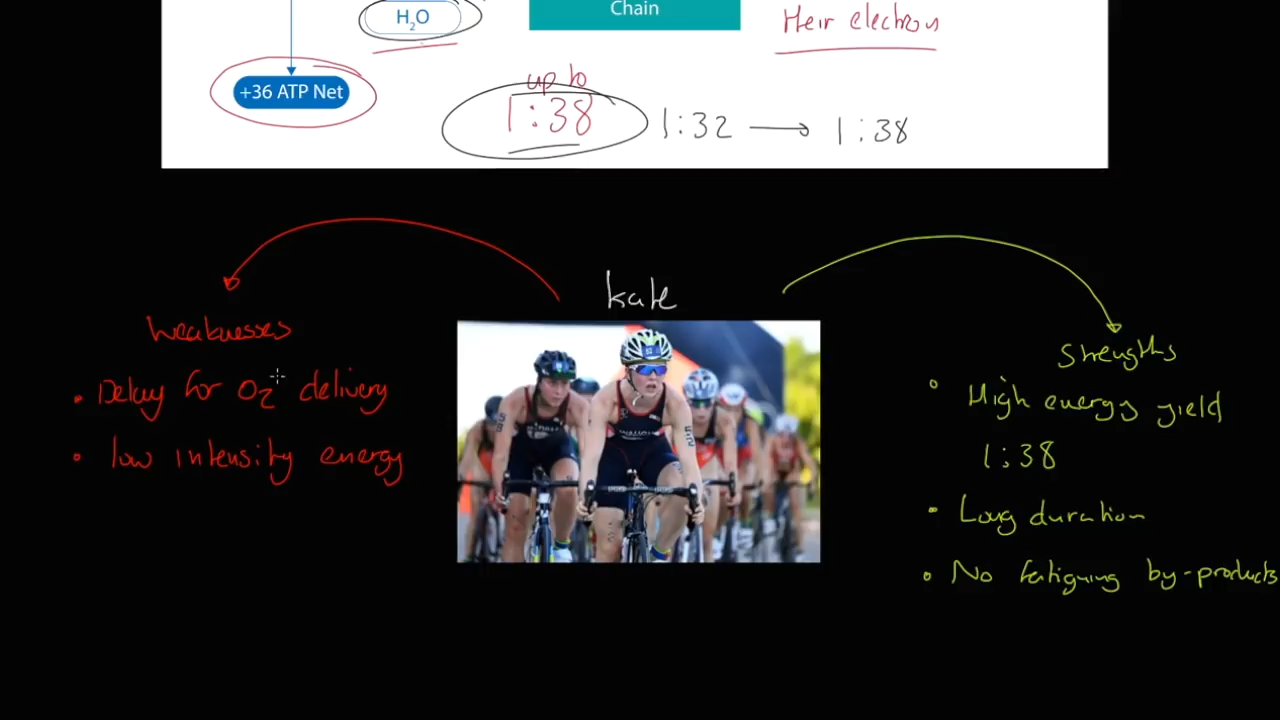 H₂O
Chain
Heir electron
+36 ATP Net
up to
1:38
1:32 → 1:38
kate
Weaknesses
• Delay for O₂ delivery
• low intensity energy
Strengths
• High energy yield
1:38
• Long duration
• No fatiguing by-products